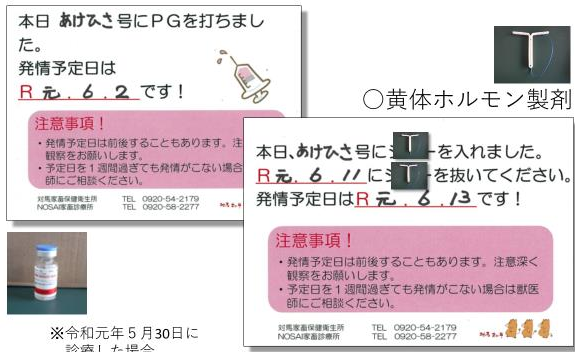 本日 あけひさ 号にＰＧを打ちまし
た。
発情予定日は
R 元 . 6 . 2 です！
注意事項！
・発情予定日は前後することもあります。注
観察をお願いします。
・予定日を１週間過ぎても発情がこない場合
師にご相談ください。
対馬家畜保健衛生所 TEL 0920-54-2179
NOSAI家畜診療所 TEL 0920-58-2277
〇黄体ホルモン製剤
本日、あけひさ 号に ーを入れました。
R 元 . 6 . 11 に ーを抜いてください。
発情予定日はR 元 . 6 . 13 です！
注意事項！
・発情予定日は前後することもあります。注意深く
観察をお願いします。
・予定日を１週間過ぎても発情がこない場合は獣医
師にご相談ください。
対馬家畜保健衛生所 TEL 0920-54-2179
NOSAI家畜診療所 TEL 0920-58-2277
※令和元年５月30日に
診療した場合